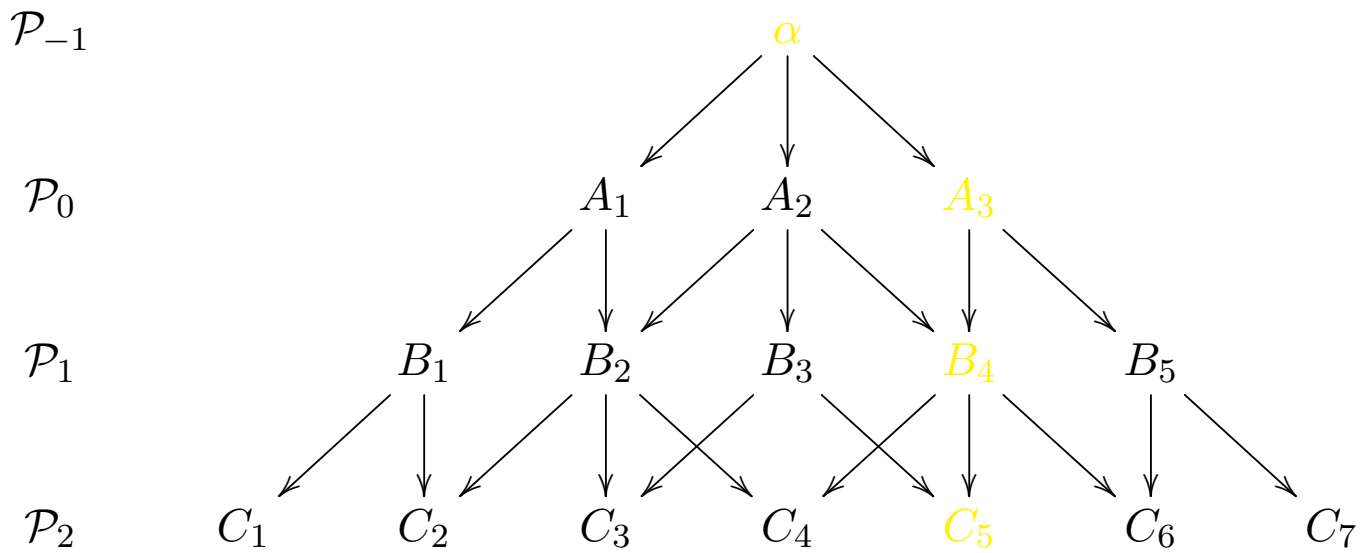 𝒫₋₁ α
𝒫₀ A₁ A₂ A₃
𝒫₁ B₁ B₂ B₃ B₄ B₅
𝒫₂ C₁ C₂ C₃ C₄ C₅ C₆ C₇